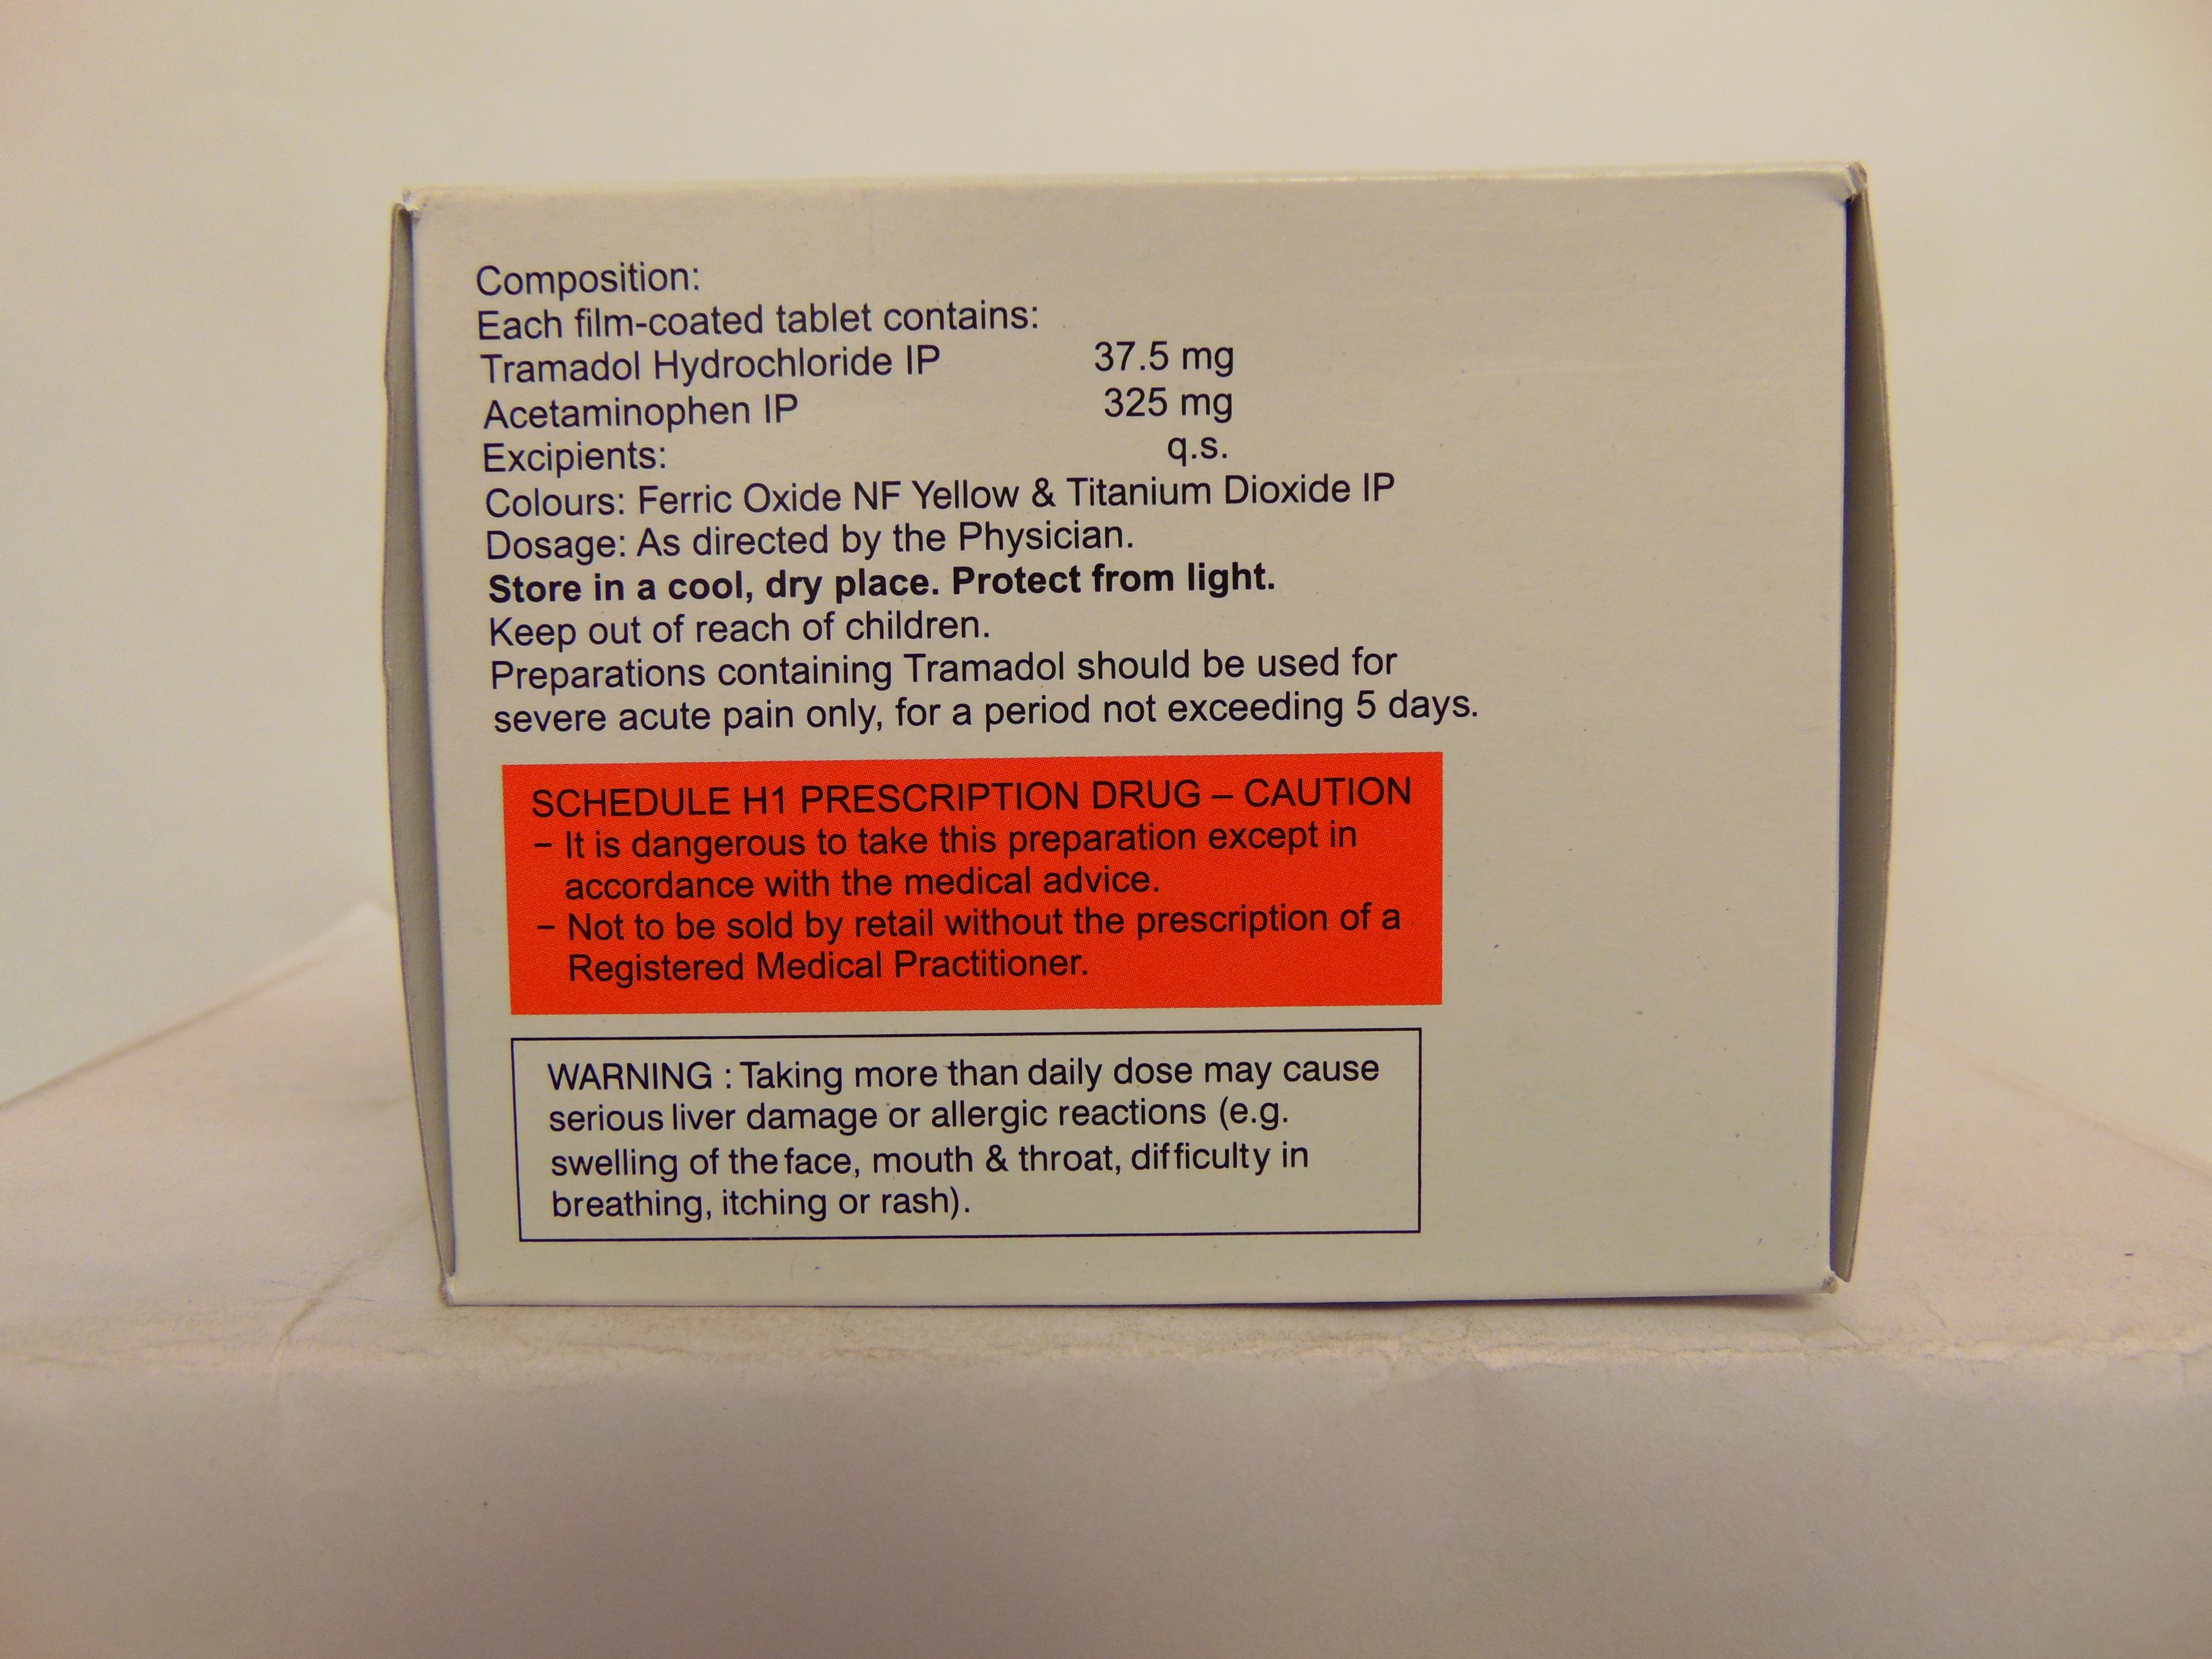 Composition:
Each film-coated tablet contains:
Tramadol Hydrochloride IP 37.5 mg
Acetaminophen IP 325 mg
Excipients: q.s.
Colours: Ferric Oxide NF Yellow & Titanium Dioxide IP
Dosage: As directed by the Physician.
Store in a cool, dry place. Protect from light.
Keep out of reach of children.
Preparations containing Tramadol should be used for
severe acute pain only, for a period not exceeding 5 days.
SCHEDULE H1 PRESCRIPTION DRUG – CAUTION
– It is dangerous to take this preparation except in
accordance with the medical advice.
– Not to be sold by retail without the prescription of a
Registered Medical Practitioner.
WARNING : Taking more than daily dose may cause
serious liver damage or allergic reactions (e.g.
swelling of the face, mouth & throat, difficulty in
breathing, itching or rash).